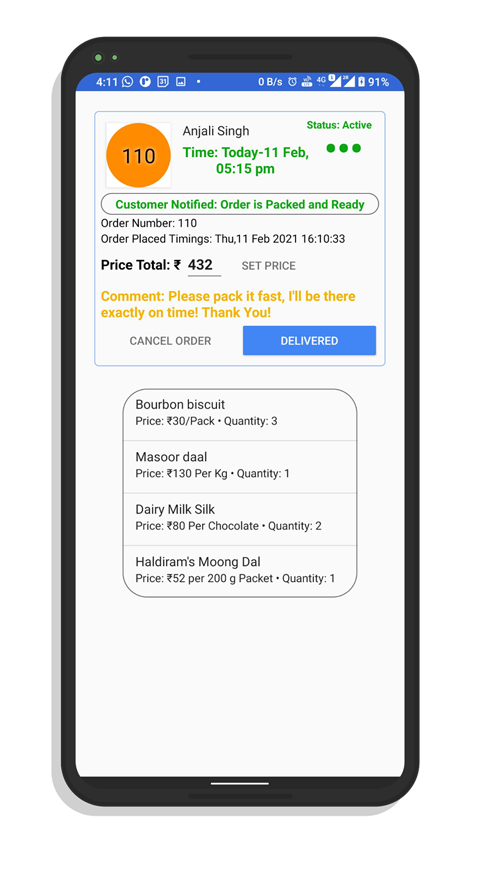 4:11 31 0 B/s 4G 91%
Anjali Singh
Status: Active
110
Time: Today-11 Feb,
05:15 pm
Customer Notified: Order is Packed and Ready
Order Number: 110
Order Placed Timings: Thu,11 Feb 2021 16:10:33
Price Total: ₹ 432 SET PRICE
Comment: Please pack it fast, I'll be there
exactly on time! Thank You!
CANCEL ORDER DELIVERED
Bourbon biscuit
Price: ₹30/Pack • Quantity: 3
Masoor daal
Price: ₹130 Per Kg • Quantity: 1
Dairy Milk Silk
Price: ₹80 Per Chocolate • Quantity: 2
Haldiram's Moong Dal
Price: ₹52 per 200 g Packet • Quantity: 1